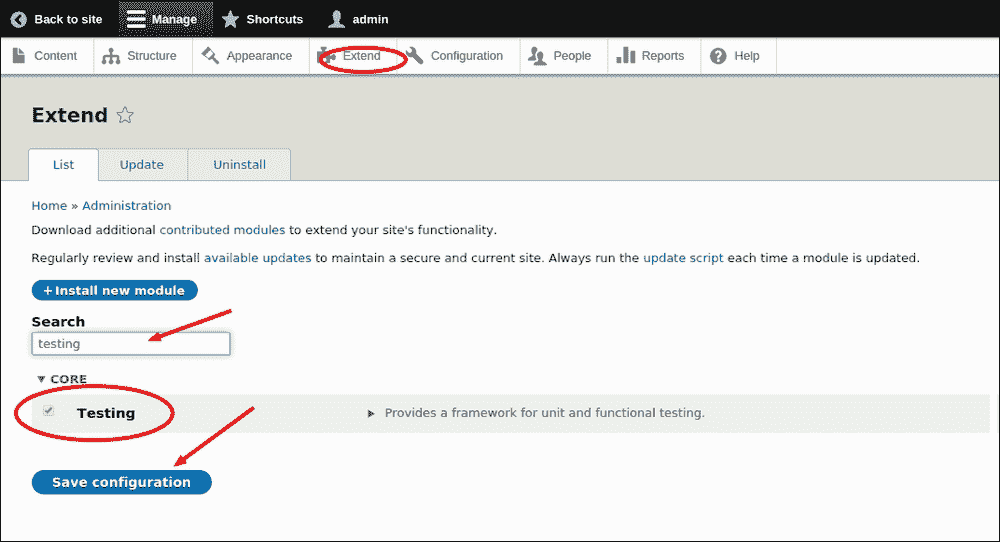 Back to site Manage Shortcuts admin
Content Structure Appearance Extend Configuration People Reports Help
Extend
List Update Uninstall
Home » Administration
Download additional contributed modules to extend your site's functionality.
Regularly review and install available updates to maintain a secure and current site. Always run the update script each time a module is updated.
+ Install new module
Search
testing
▼ CORE
Testing ► Provides a framework for unit and functional testing.
Save configuration